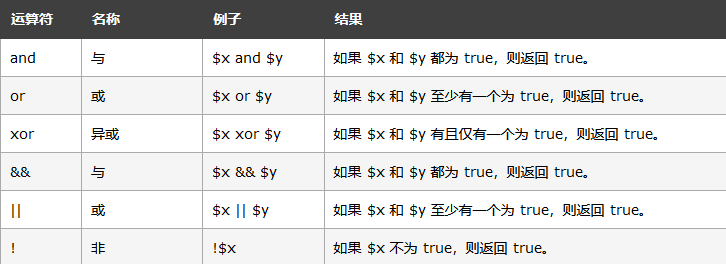 运算符 名称 例子 结果
and 与 $x and $y 如果 $x 和 $y 都为 true，则返回 true。
or 或 $x or $y 如果 $x 和 $y 至少有一个为 true，则返回 true。
xor 异或 $x xor $y 如果 $x 和 $y 有且仅有一个为 true，则返回 true。
&& 与 $x && $y 如果 $x 和 $y 都为 true，则返回 true。
|| 或 $x || $y 如果 $x 和 $y 至少有一个为 true，则返回 true。
! 非 !$x 如果 $x 不为 true，则返回 true。